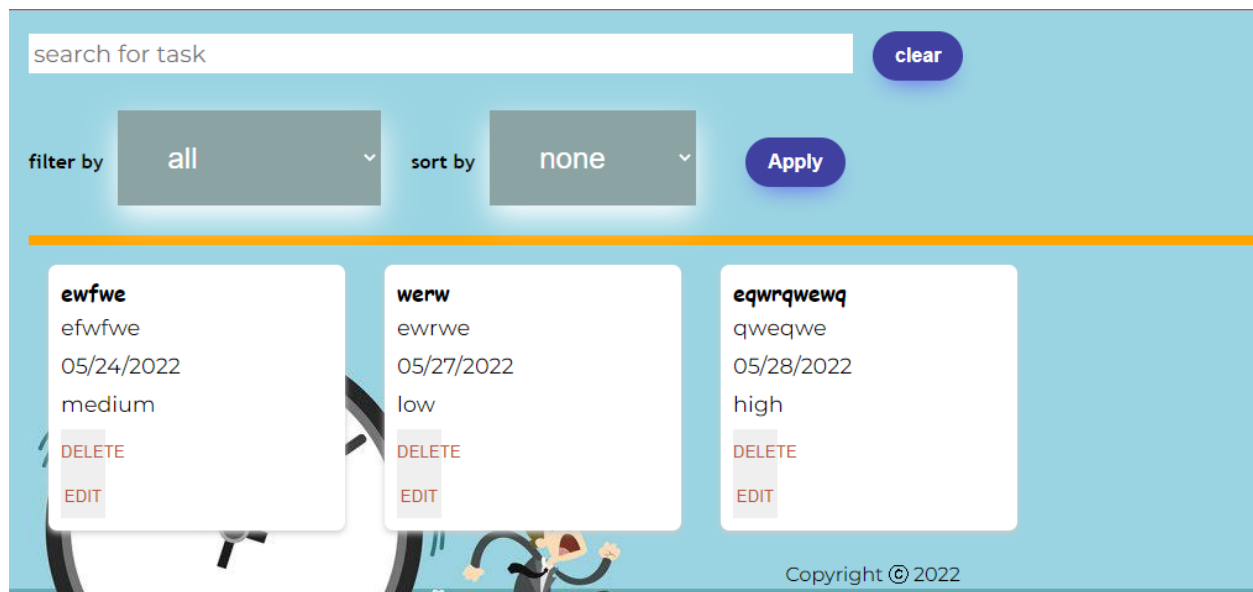 search for task
clear
filter by all sort by none Apply
ewfwe
efwfwe
05/24/2022
medium
DELETE
EDIT
werw
ewrwe
05/27/2022
low
DELETE
EDIT
eqwrqwewq
qweqwe
05/28/2022
high
DELETE
EDIT
Copyright © 2022